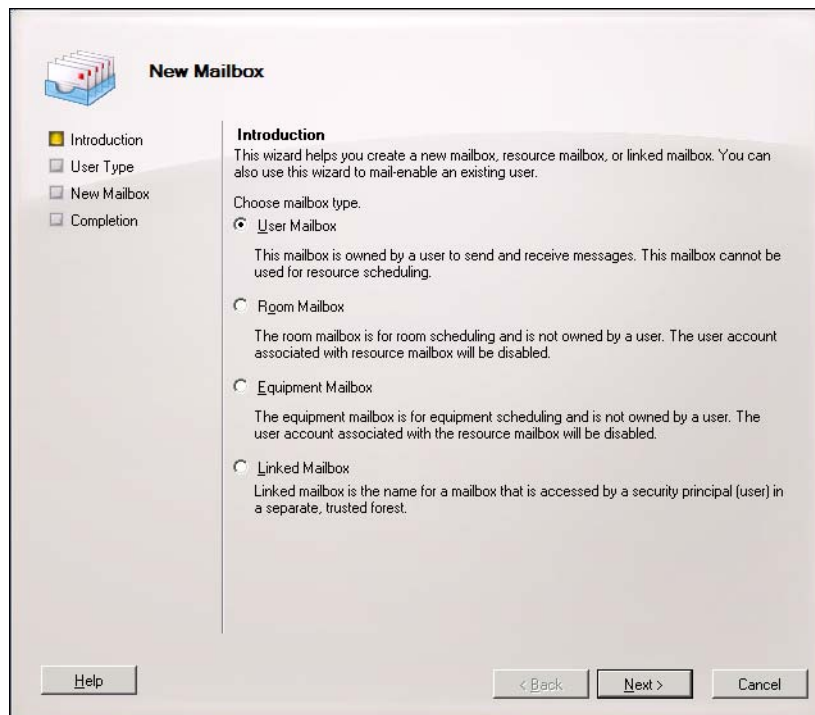 New Mailbox
Introduction
User Type
New Mailbox
Completion
Introduction
This wizard helps you create a new mailbox, resource mailbox, or linked mailbox. You can
also use this wizard to mail-enable an existing user.
Choose mailbox type.
User Mailbox
This mailbox is owned by a user to send and receive messages. This mailbox cannot be
used for resource scheduling.
Room Mailbox
The room mailbox is for room scheduling and is not owned by a user. The user account
associated with resource mailbox will be disabled.
Equipment Mailbox
The equipment mailbox is for equipment scheduling and is not owned by a user. The
user account associated with the resource mailbox will be disabled.
Linked Mailbox
Linked mailbox is the name for a mailbox that is accessed by a security principal (user) in
a separate, trusted forest.
Help
< Back
Next >
Cancel